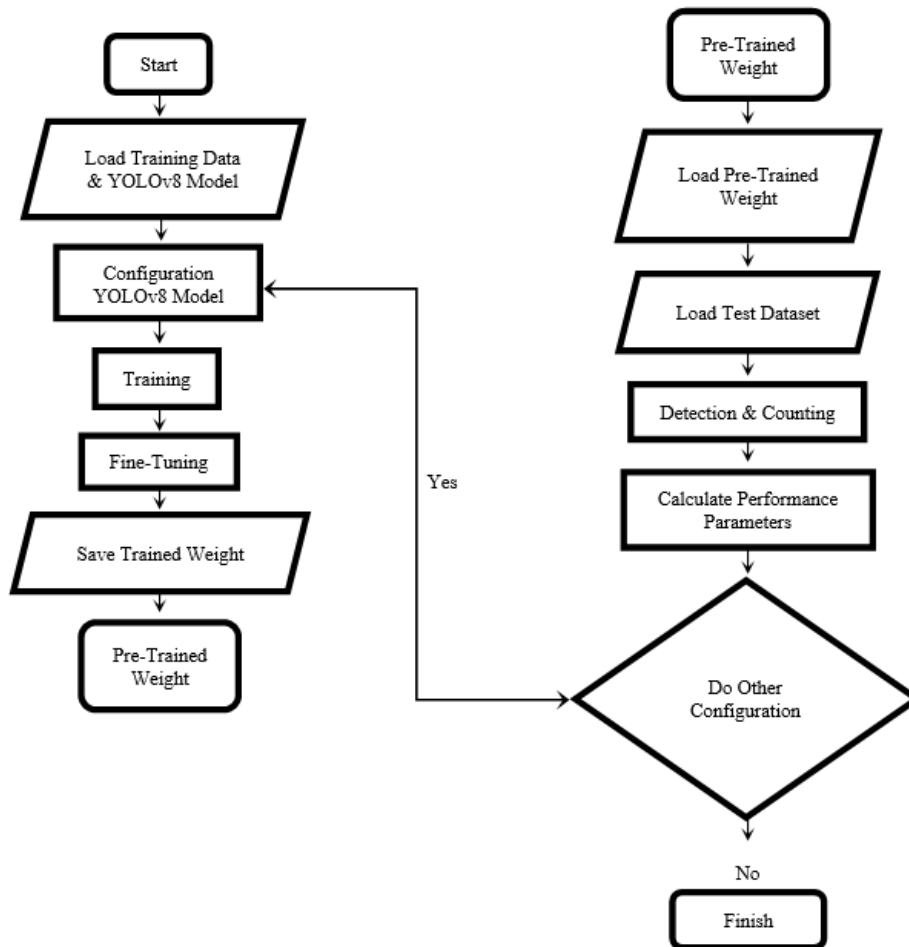 Start
Load Training Data
& YOLOv8 Model
Configuration
YOLOv8 Model
Training
Fine-Tuning
Save Trained Weight
Pre-Trained
Weight
Yes
Pre-Trained
Weight
Load Pre-Trained
Weight
Load Test Dataset
Detection & Counting
Calculate Performance
Parameters
Do Other
Configuration
No
Finish